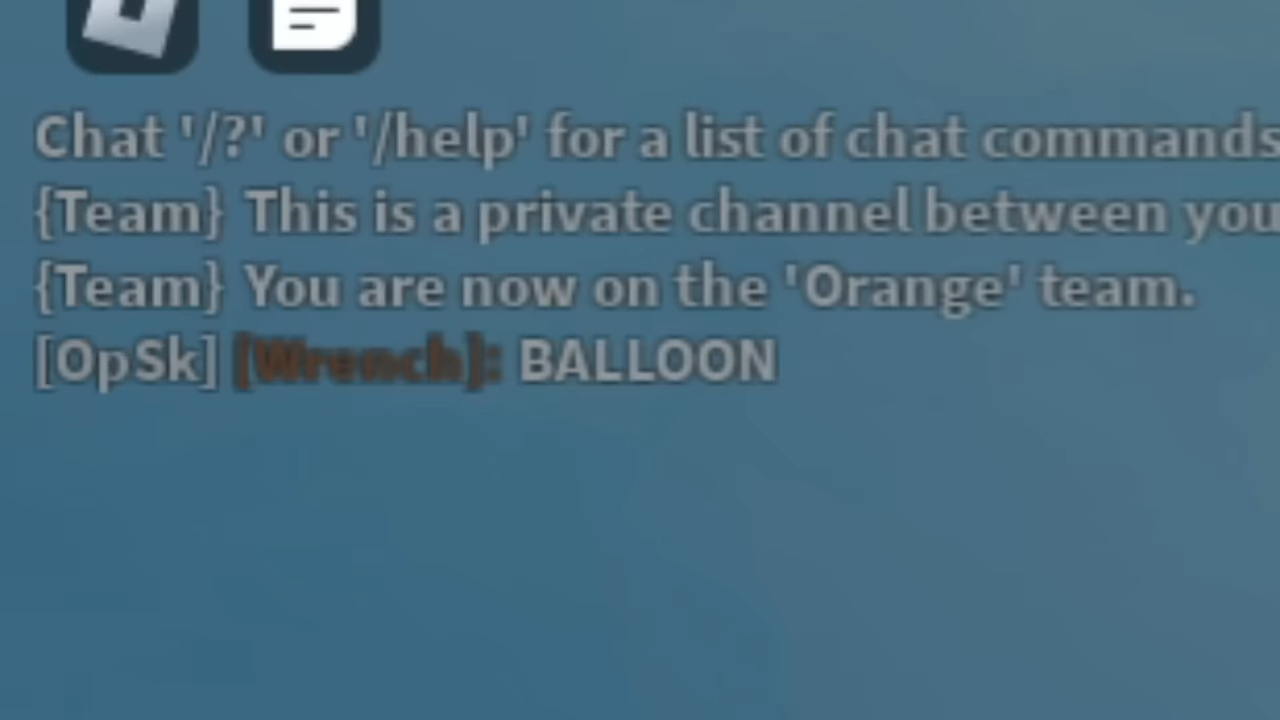 Chat '/?' or '/help' for a list of chat commands
{Team} This is a private channel between you
{Team} You are now on the 'Orange' team.
[OpSk] [Wrench]: BALLOON